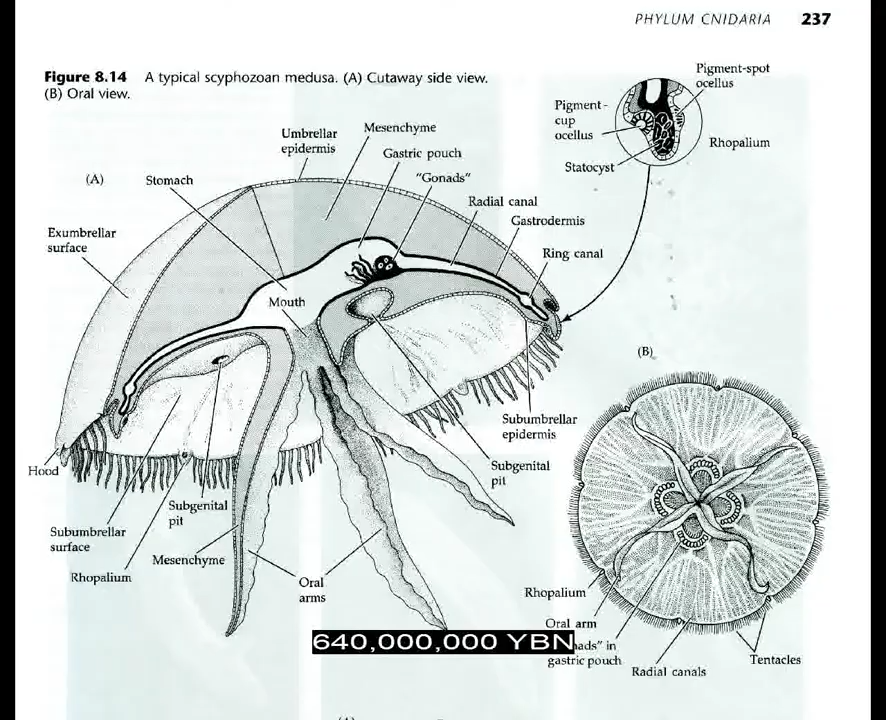 PHYLUM CNIDARIA 237
Figure 8.14 A typical scyphozoan medusa. (A) Cutaway side view.
(B) Oral view.
Pigment-spot
ocellus
Pigment-
cup
ocellus
Rhopalium
Statocyst
Umbrellar
epidermis
Mesenchyme
Gastric pouch
"Gonads"
(A)
Stomach
Radial canal
Gastrodermis
Exumbrellar
surface
Ring canal
Mouth
(B)
Subumbrellar
epidermis
Hood
Subgenital
pit
Subgenital
pit
Subumbrellar
surface
Mesenchyme
Rhopalium
Oral
arms
Rhopalium
Oral arm
640,000,000 YBN
nads" in
gastric pouch
Radial canals
Tentacles
(A)